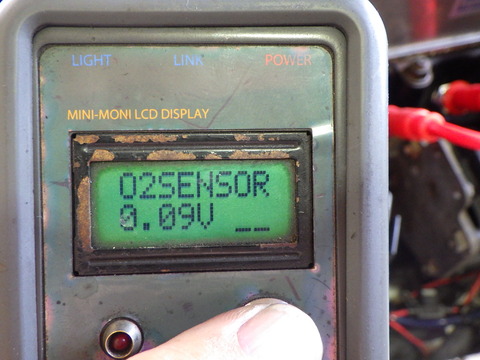 LIGHT LINK POWER
MINI-MONI LCD DISPLAY
O2SENSOR
0.09V __